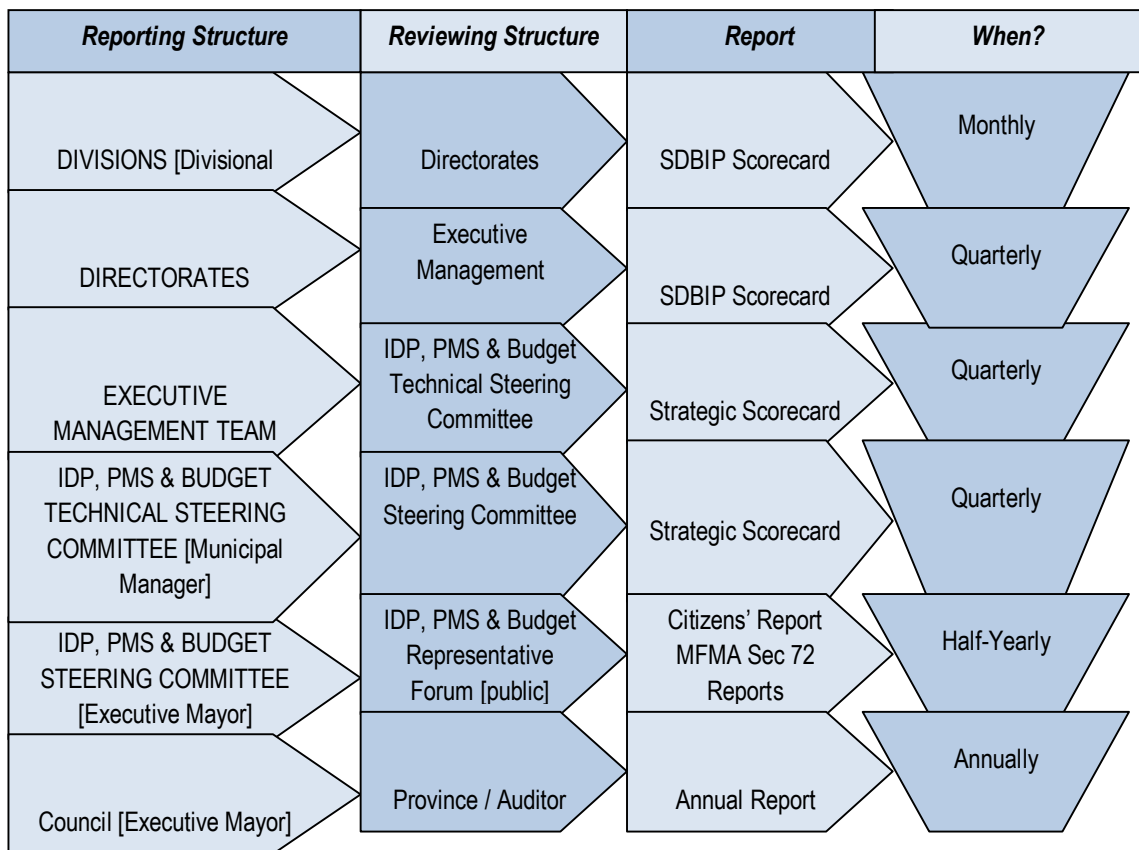 Reporting Structure
Reviewing Structure
Report
When?
DIVISIONS [Divisional
Directorates
SDBIP Scorecard
Monthly
DIRECTORATES
Executive
Management
SDBIP Scorecard
Quarterly
EXECUTIVE
MANAGEMENT TEAM
IDP, PMS & Budget
Technical Steering
Committee
Strategic Scorecard
Quarterly
IDP, PMS & BUDGET
TECHNICAL STEERING
COMMITTEE [Municipal
Manager]
IDP, PMS & Budget
Steering Committee
Strategic Scorecard
Quarterly
IDP, PMS & BUDGET
STEERING COMMITTEE
[Executive Mayor]
IDP, PMS & Budget
Representative
Forum [public]
Citizens’ Report
MFMA Sec 72
Reports
Half-Yearly
Council [Executive Mayor]
Province / Auditor
Annual Report
Annually